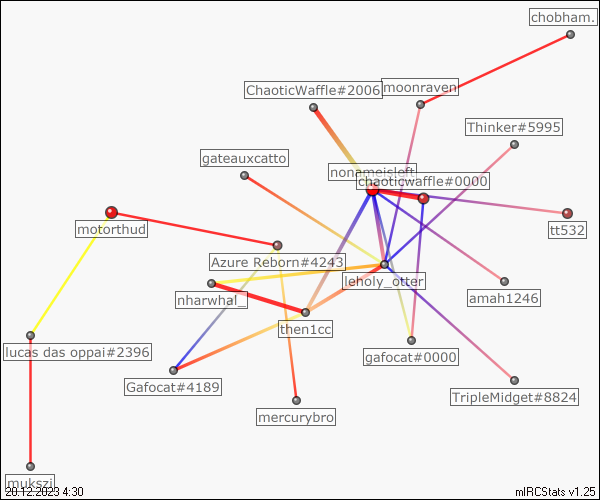 chobham.
ChaoticWaffle#2006
moonraven
Thinker#5995
gateauxcatto
nonameisleft
chaoticwaffle#0000
motorthud
tt532
Azure Reborn#4243
leholy_otter
nharwhal_
amah1246
then1cc
lucas das oppai#2396
gafocat#0000
Gafocat#4189
TripleMidget#8824
mercurybro
mukszi
20.12.2023 4:30
mIRCStats v1.25